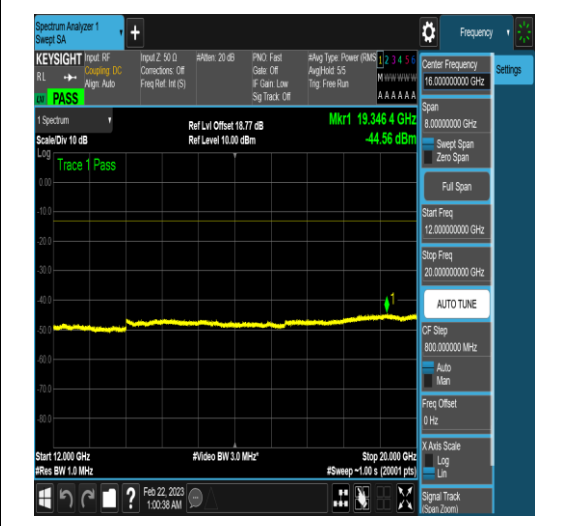 Spectrum Analyzer 1
Swept SA
Frequency
KEYSIGHT
RL
PASS
Input: RF
Coupling: DC
Align: Auto
Input Z: 50 Ω
Corrections: Off
Freq Ref: Int (S)
#Atten: 20 dB
PNO: Fast
Gate: Off
IF Gain: Low
Sig Track: Off
#Avg Type: Power (RMS
Avg|Hold: 5/5
Trig: Free Run
1 2 3 4 5 6
M W W W W W
A A A A A A
1 Spectrum
Scale/Div 10 dB
Ref Lvl Offset 18.77 dB
Ref Level 10.00 dBm
Mkr1 19.346 4 GHz
-44.56 dBm
Log
Trace 1 Pass
0.00
-10.0
-20.0
-30.0
-40.0
-50.0
-60.0
-70.0
-80.0
1
Start 12.000 GHz
#Res BW 1.0 MHz
#Video BW 3.0 MHz*
Stop 20.000 GHz
#Sweep ~1.00 s (20001 pts)
Feb 22, 2023
1:00:38 AM
Center Frequency
16.000000000 GHz
Settings
Span
8.00000000 GHz
Swept Span
Zero Span
Full Span
Start Freq
12.000000000 GHz
Stop Freq
20.000000000 GHz
AUTO TUNE
CF Step
800.000000 MHz
Auto
Man
Freq Offset
0 Hz
X Axis Scale
Log
Lin
Signal Track
(Span Zoom)